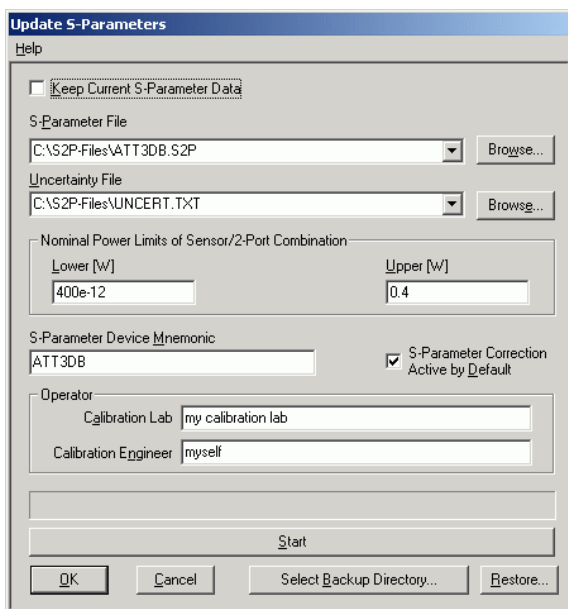 Update S-Parameters
Help
Keep Current S-Parameter Data
S-Parameter File
C:\S2P-Files\ATT3DB.S2P
Browse...
Uncertainty File
C:\S2P-Files\UNCERT.TXT
Browse...
Nominal Power Limits of Sensor/2-Port Combination
Lower [W]
Upper [W]
400e-12
0.4
S-Parameter Device Mnemonic
ATT3DB
S-Parameter Correction
Active by Default
Operator
Calibration Lab
my calibration lab
Calibration Engineer
myself
Start
OK
Cancel
Select Backup Directory...
Restore...